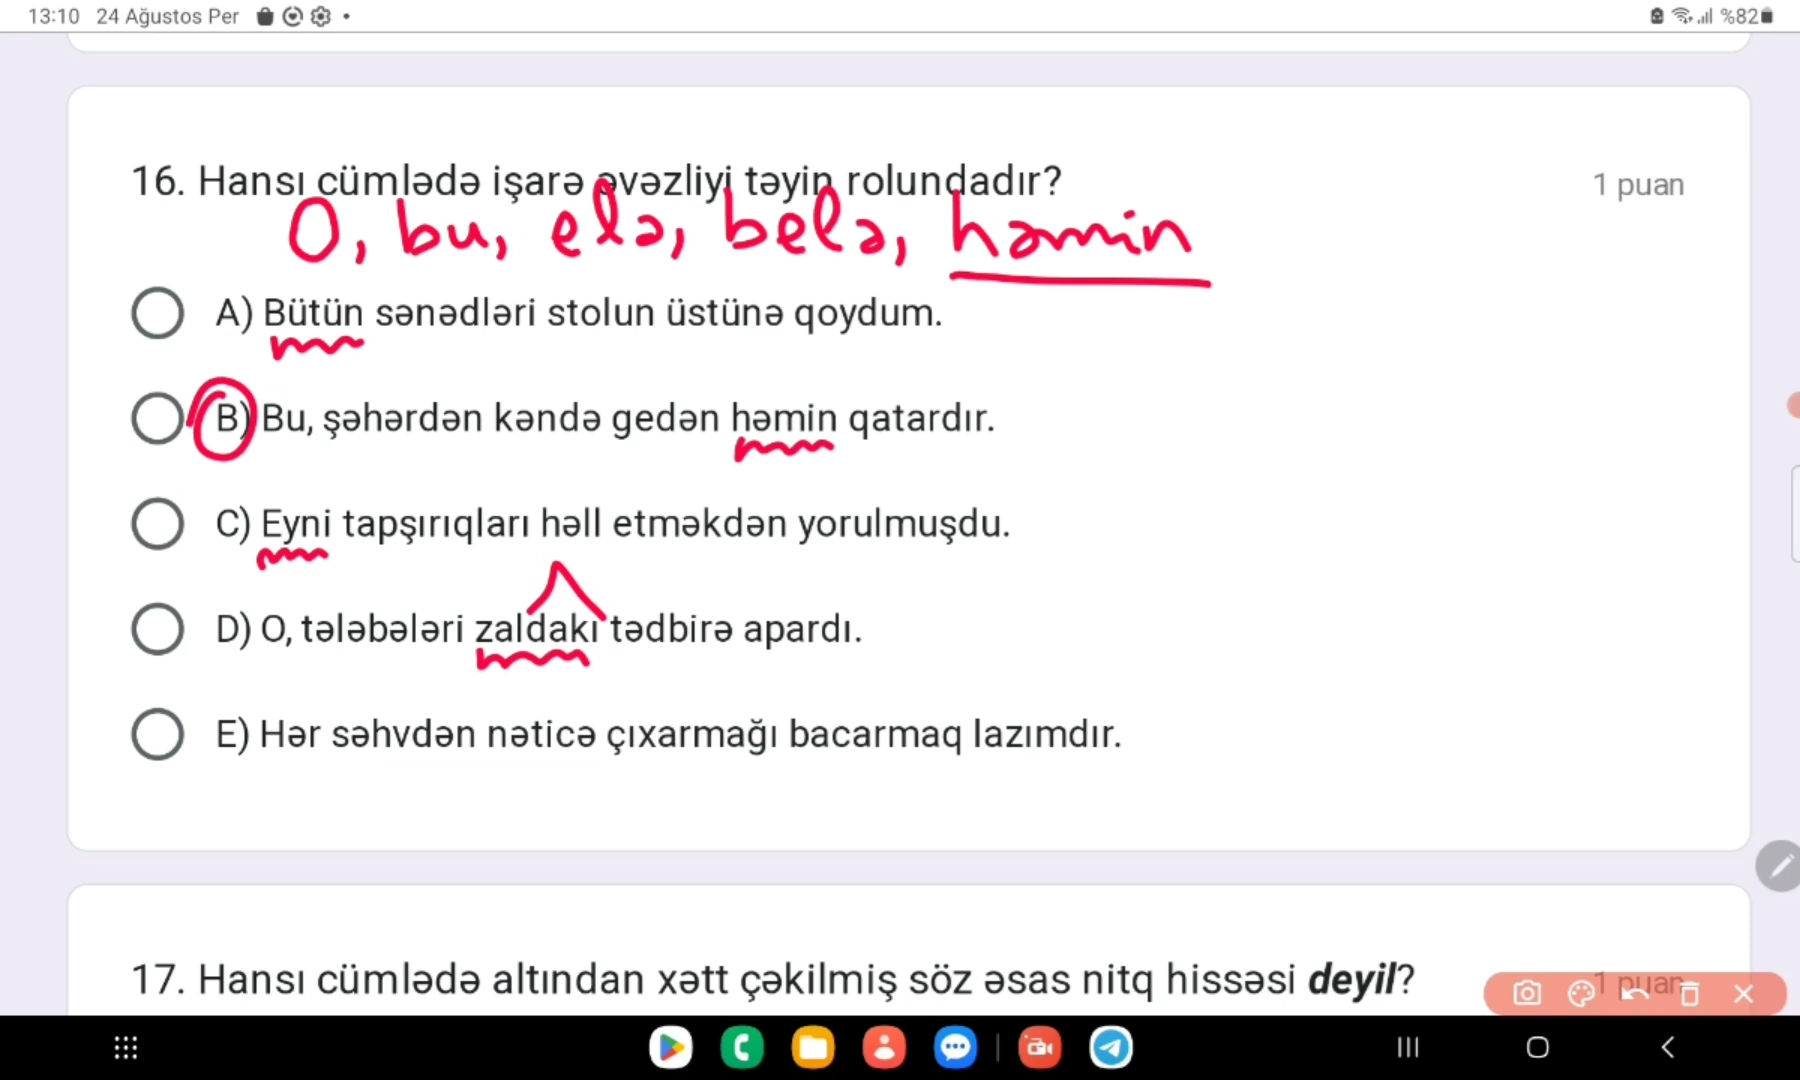 13:10 24 Ağustos Per %82
16. Hansı cümlədə işarə əvəzliyi təyin rolundadır?
1 puan
O, bu, elə, belə, həmin
A) Bütün sənədləri stolun üstünə qoydum.
B) Bu, şəhərdən kəndə gedən həmin qatardır.
C) Eyni tapşırıqları həll etməkdən yorulmuşdu.
D) O, tələbələri zaldakı tədbirə apardı.
E) Hər səhvdən nəticə çıxarmağı bacarmaq lazımdır.
17. Hansı cümlədə altından xətt çəkilmiş söz əsas nitq hissəsi deyil?
1 puan